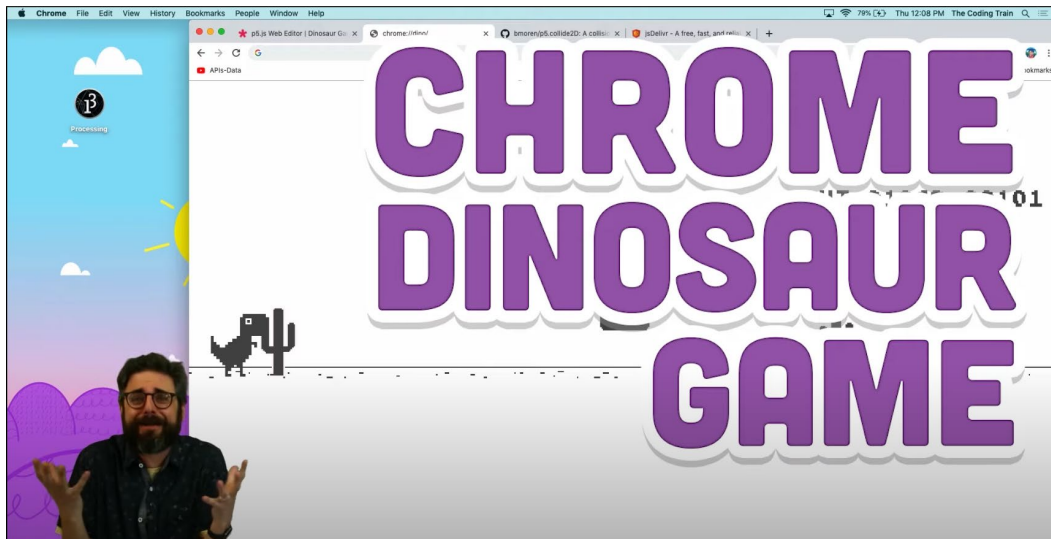 Chrome File Edit View History Bookmarks People Window Help 79% Thu 12:08 PM The Coding Train
p5.js Web Editor | Dinosaur Ga × chrome://dino/ × bmoren/p5.collide2D: A collisio × jsDelivr - A free, fast, and relia × +
APIs-Data
Processing
CHROME
DINOSAUR
GAME